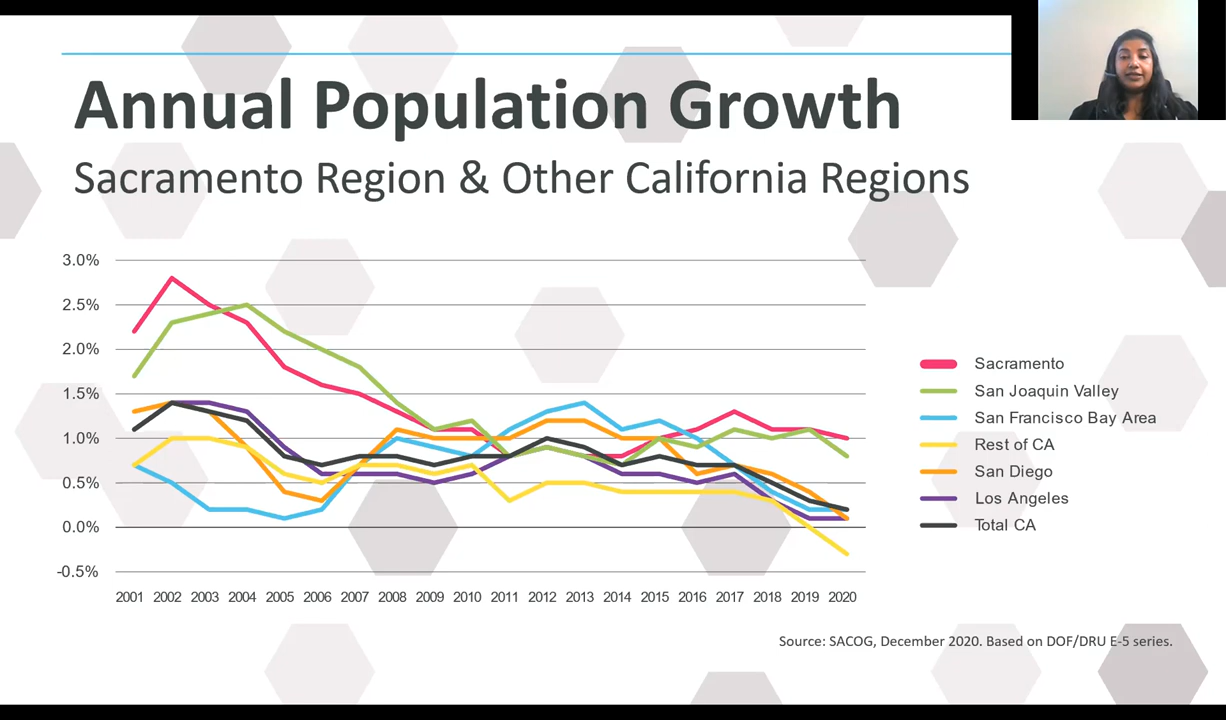 Annual Population Growth
Sacramento Region & Other California Regions
3.0%
2.5%
2.0%
1.5%
1.0%
0.5%
0.0%
-0.5%
2001 2002 2003 2004 2005 2006 2007 2008 2009 2010 2011 2012 2013 2014 2015 2016 2017 2018 2019 2020
Sacramento
San Joaquin Valley
San Francisco Bay Area
Rest of CA
San Diego
Los Angeles
Total CA
Source: SACOG, December 2020. Based on DOF/DRU E-5 series.